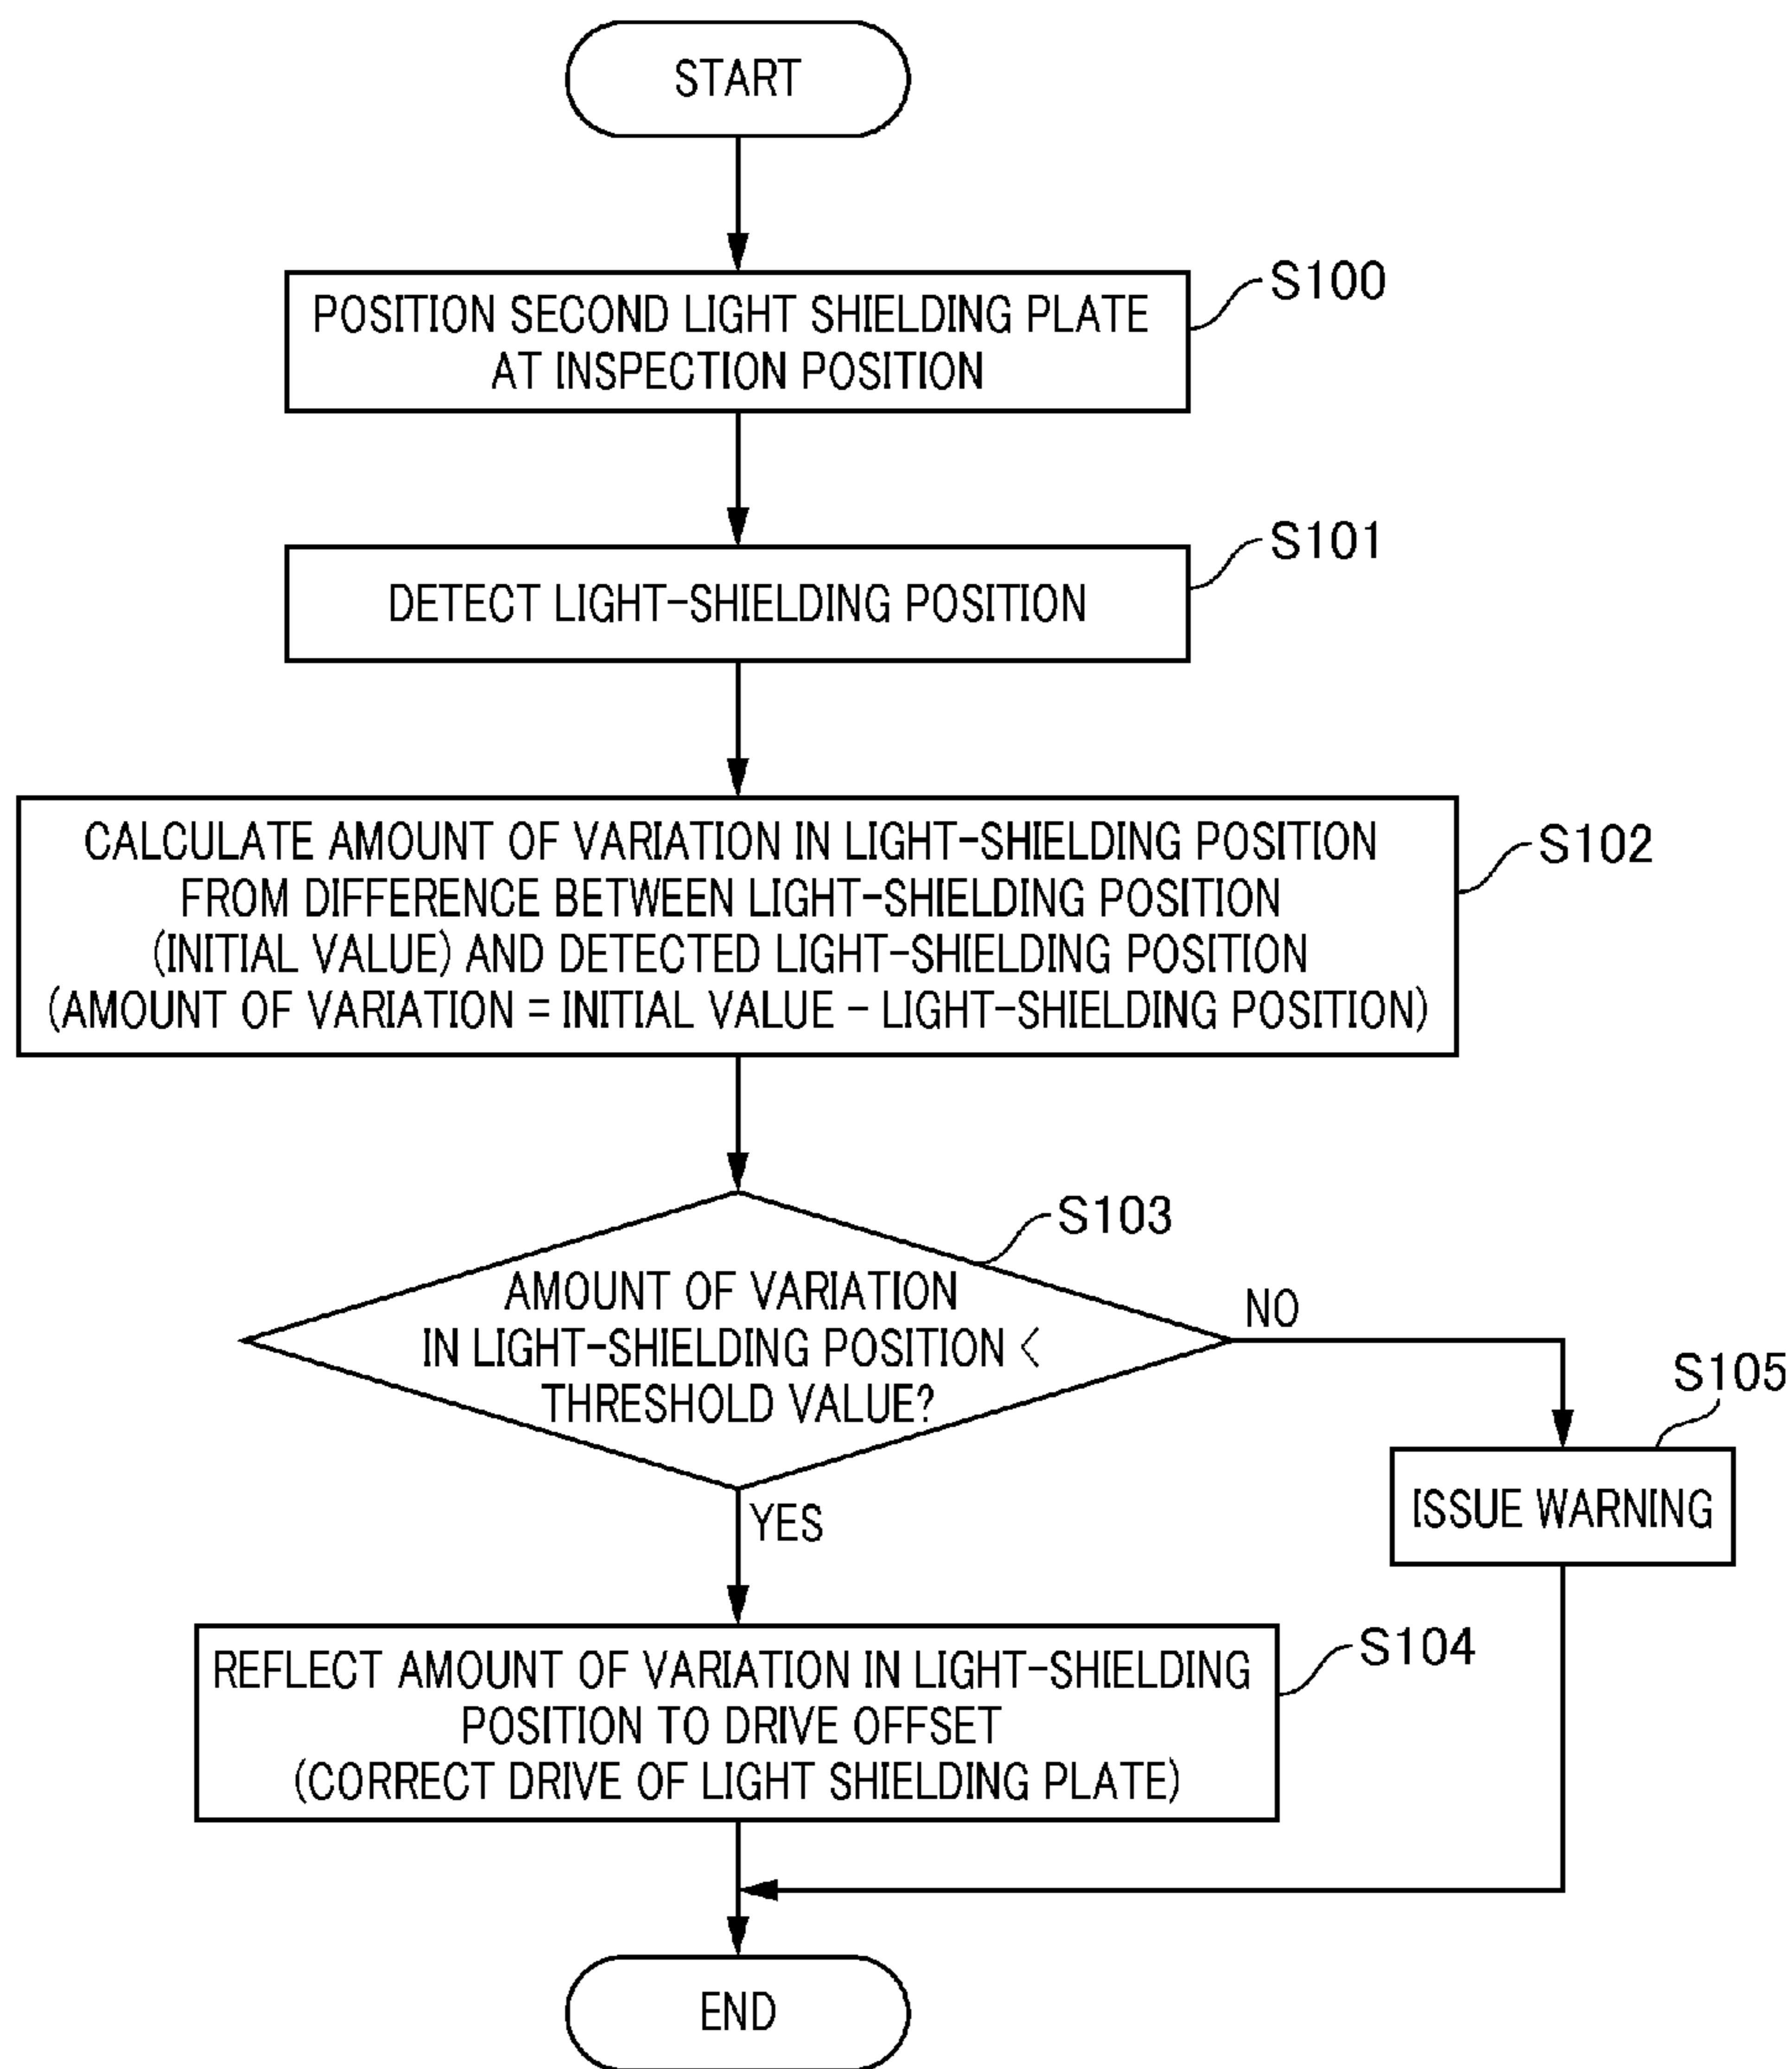 START
S100
POSITION SECOND LIGHT SHIELDING PLATE
AT INSPECTION POSITION
S101
DETECT LIGHT-SHIELDING POSITION
S102
CALCULATE AMOUNT OF VARIATION IN LIGHT-SHIELDING POSITION
FROM DIFFERENCE BETWEEN LIGHT-SHIELDING POSITION
(INITIAL VALUE) AND DETECTED LIGHT-SHIELDING POSITION
(AMOUNT OF VARIATION = INITIAL VALUE - LIGHT-SHIELDING POSITION)
S103
AMOUNT OF VARIATION
IN LIGHT-SHIELDING POSITION <
THRESHOLD VALUE?
NO
S105
ISSUE WARNING
YES
S104
REFLECT AMOUNT OF VARIATION IN LIGHT-SHIELDING
POSITION TO DRIVE OFFSET
(CORRECT DRIVE OF LIGHT SHIELDING PLATE)
END